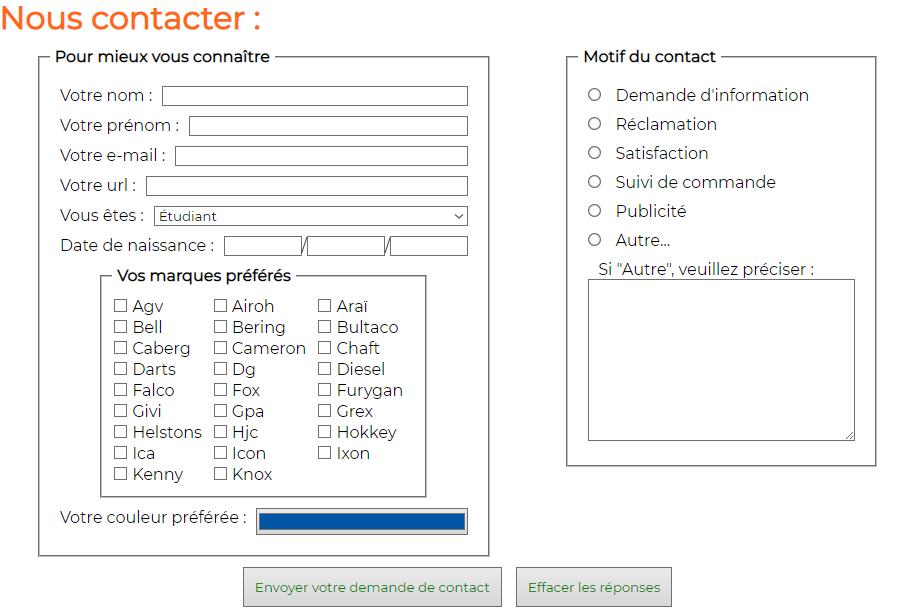 Nous contacter :
Pour mieux vous connaître
Votre nom :
Votre prénom :
Votre e-mail :
Votre url :
Vous êtes : Étudiant
Date de naissance : / /
Vos marques préférés
Agv Airoh Araï
Bell Bering Bultaco
Caberg Cameron Chaft
Darts Dg Diesel
Falco Fox Furygan
Givi Gpa Grex
Helstons Hjc Hokkey
Ica Icon Ixon
Kenny Knox
Votre couleur préférée :
Motif du contact
Demande d'information
Réclamation
Satisfaction
Suivi de commande
Publicité
Autre...
Si "Autre", veuillez préciser :
Envoyer votre demande de contact Effacer les réponses